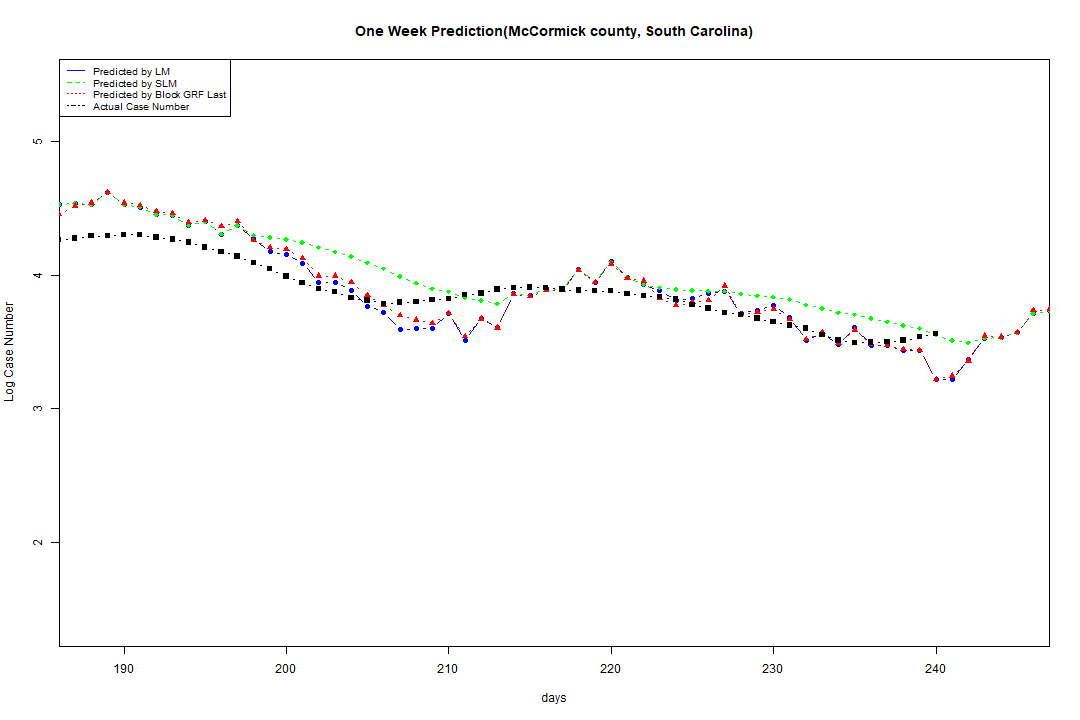 One Week Prediction(McCormick county, South Carolina)
Predicted by LM
Predicted by SLM
Predicted by Block GRF Last
Actual Case Number
5
4
3
2
Log Case Number
190 200 210 220 230 240
days